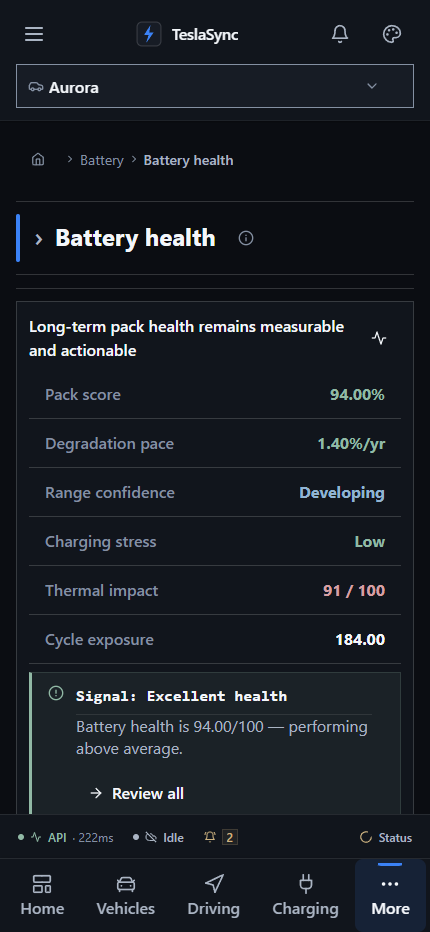 TeslaSync
Aurora
Battery
Battery health
Battery health
Long-term pack health remains measurable
and actionable
Pack score 94.00%
Degradation pace 1.40%/yr
Range confidence Developing
Charging stress Low
Thermal impact 91 / 100
Cycle exposure 184.00
Signal: Excellent health
Battery health is 94.00/100 — performing
above average.
Review all
API · 222ms Idle 2 Status
Home Vehicles Driving Charging More